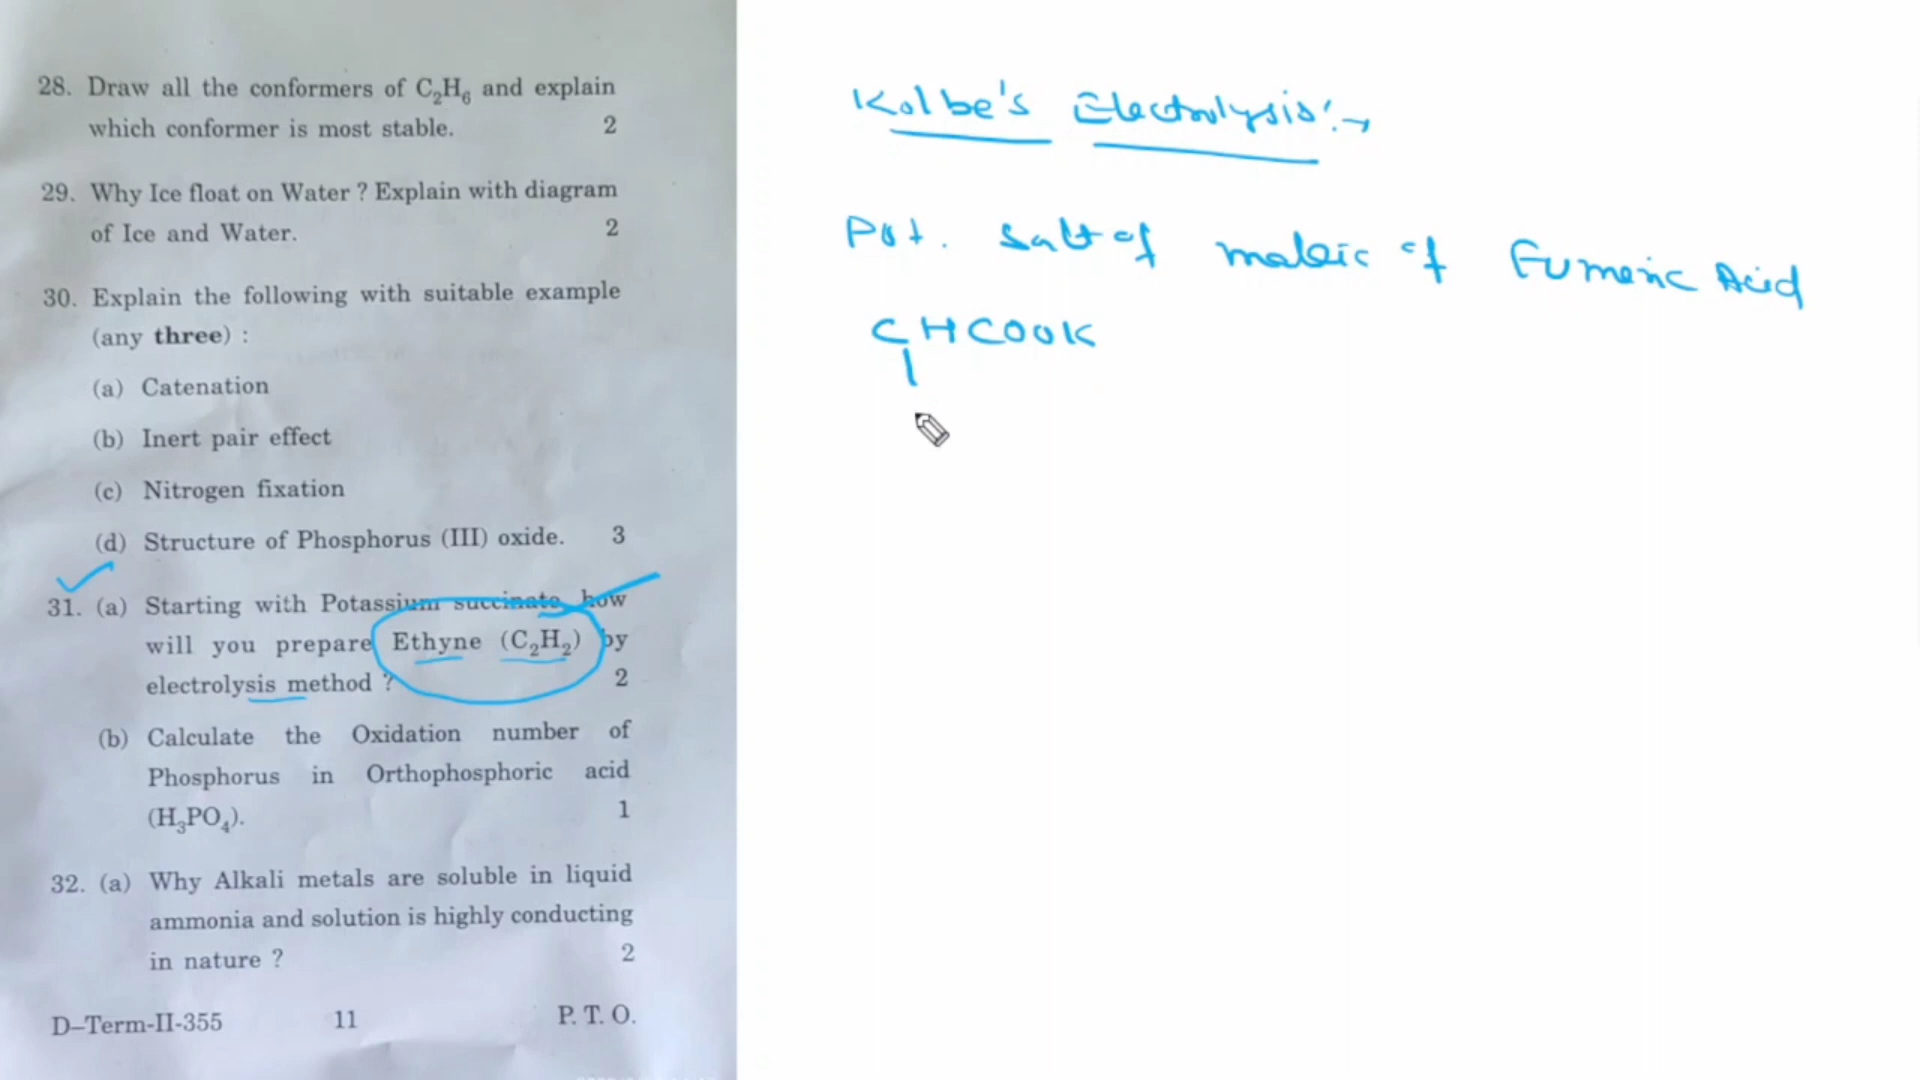 28. Draw all the conformers of C₂H₆ and explain
which conformer is most stable. 2
29. Why Ice float on Water ? Explain with diagram
of Ice and Water. 2
30. Explain the following with suitable example
(any three) :
(a) Catenation
(b) Inert pair effect
(c) Nitrogen fixation
(d) Structure of Phosphorus (III) oxide. 3
31. (a) Starting with Potassium succinate how
will you prepare Ethyne (C₂H₂) by
electrolysis method ? 2
(b) Calculate the Oxidation number of
Phosphorus in Orthophosphoric acid
(H₃PO₄). 1
32. (a) Why Alkali metals are soluble in liquid
ammonia and solution is highly conducting
in nature ? 2
D–Term-II-355 11 P. T. O.
Kolbe's Electrolysis:→
Pot. Salt of maleic of Fumeric Acid
CHCOOK